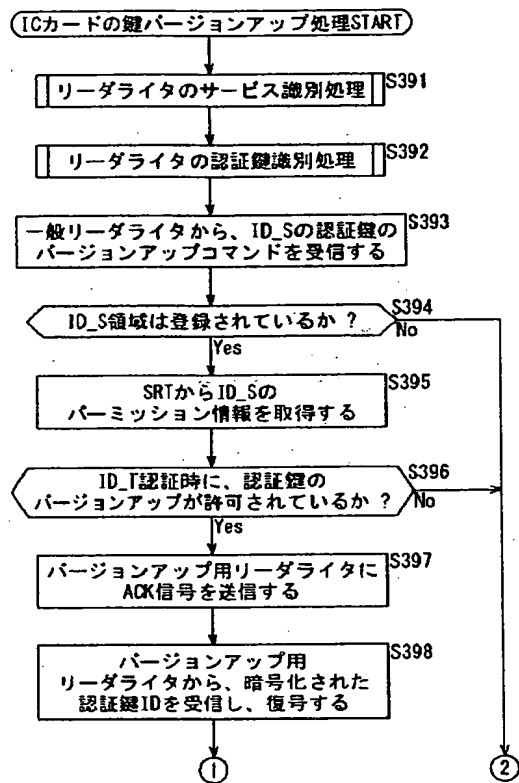 ICカードの鍵バージョンアップ処理START
リーダライタのサービス識別処理
S391
リーダライタの認証鍵識別処理
S392
S393
一般リーダライタから、ID_Sの認証鍵の
バージョンアップコマンドを受信する
S394
ID_S領域は登録されているか ?
No
Yes
S395
SRTからID_Sの
パーミッション情報を取得する
S396
ID_T認証時に、認証鍵の
バージョンアップが許可されているか ?
No
Yes
S397
バージョンアップ用リーダライタに
ACK信号を送信する
S398
バージョンアップ用
リーダライタから、暗号化された
認証鍵IDを受信し、復号する
1
2